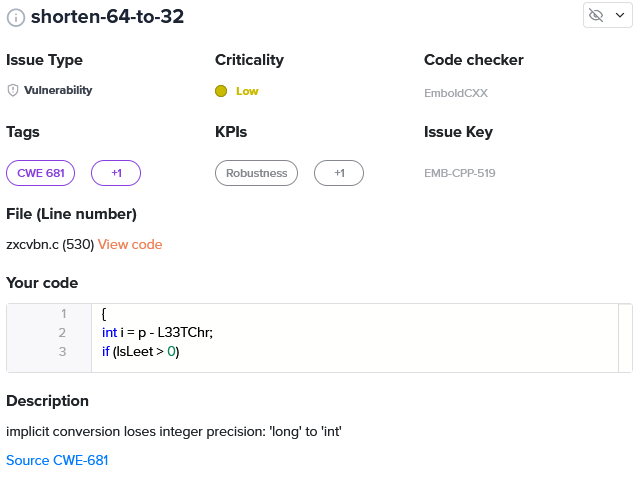 shorten-64-to-32
Issue Type
Criticality
Code checker
Vulnerability
Low
EmboldCXX
Tags
KPIs
Issue Key
CWE 681
+1
Robustness
+1
EMB-CPP-519
File (Line number)
zxcvbn.c (530) View code
Your code
1 {
2 int i = p - L33TChr;
3 if (IsLeet > 0)
Description
implicit conversion loses integer precision: 'long' to 'int'
Source CWE-681